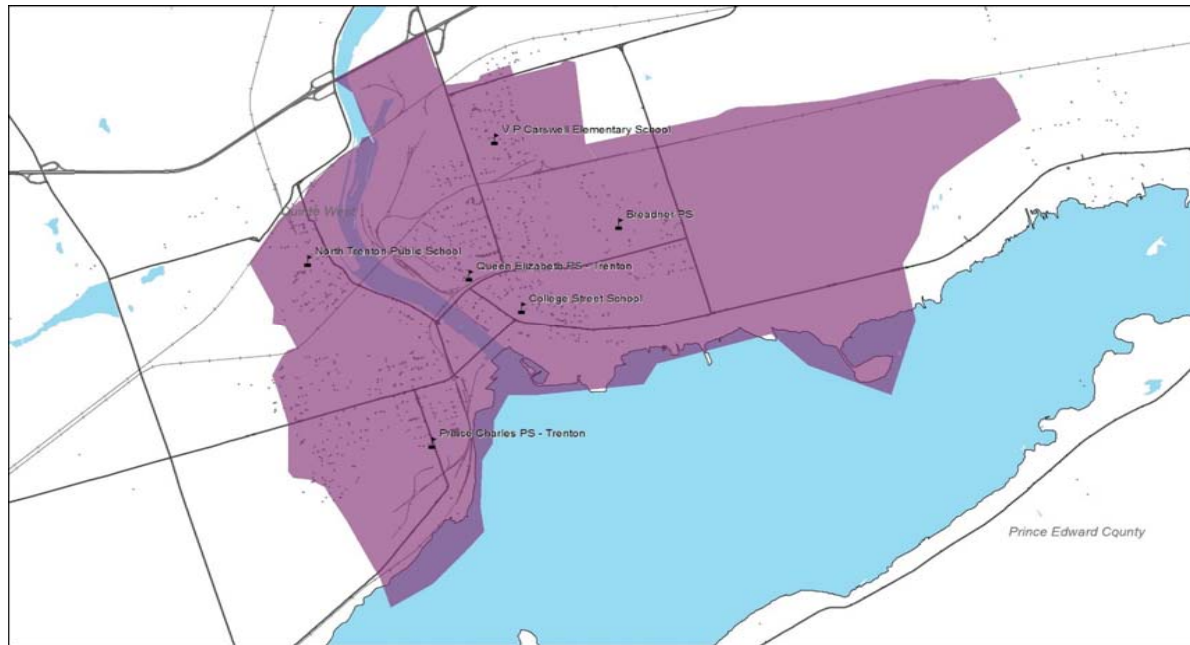 V P Carswell Elementary School
Quinte West
Breadner PS
North Trenton Public School
Queen Elizabeth PS - Trenton
College Street School
Prince Charles PS - Trenton
Prince Edward County